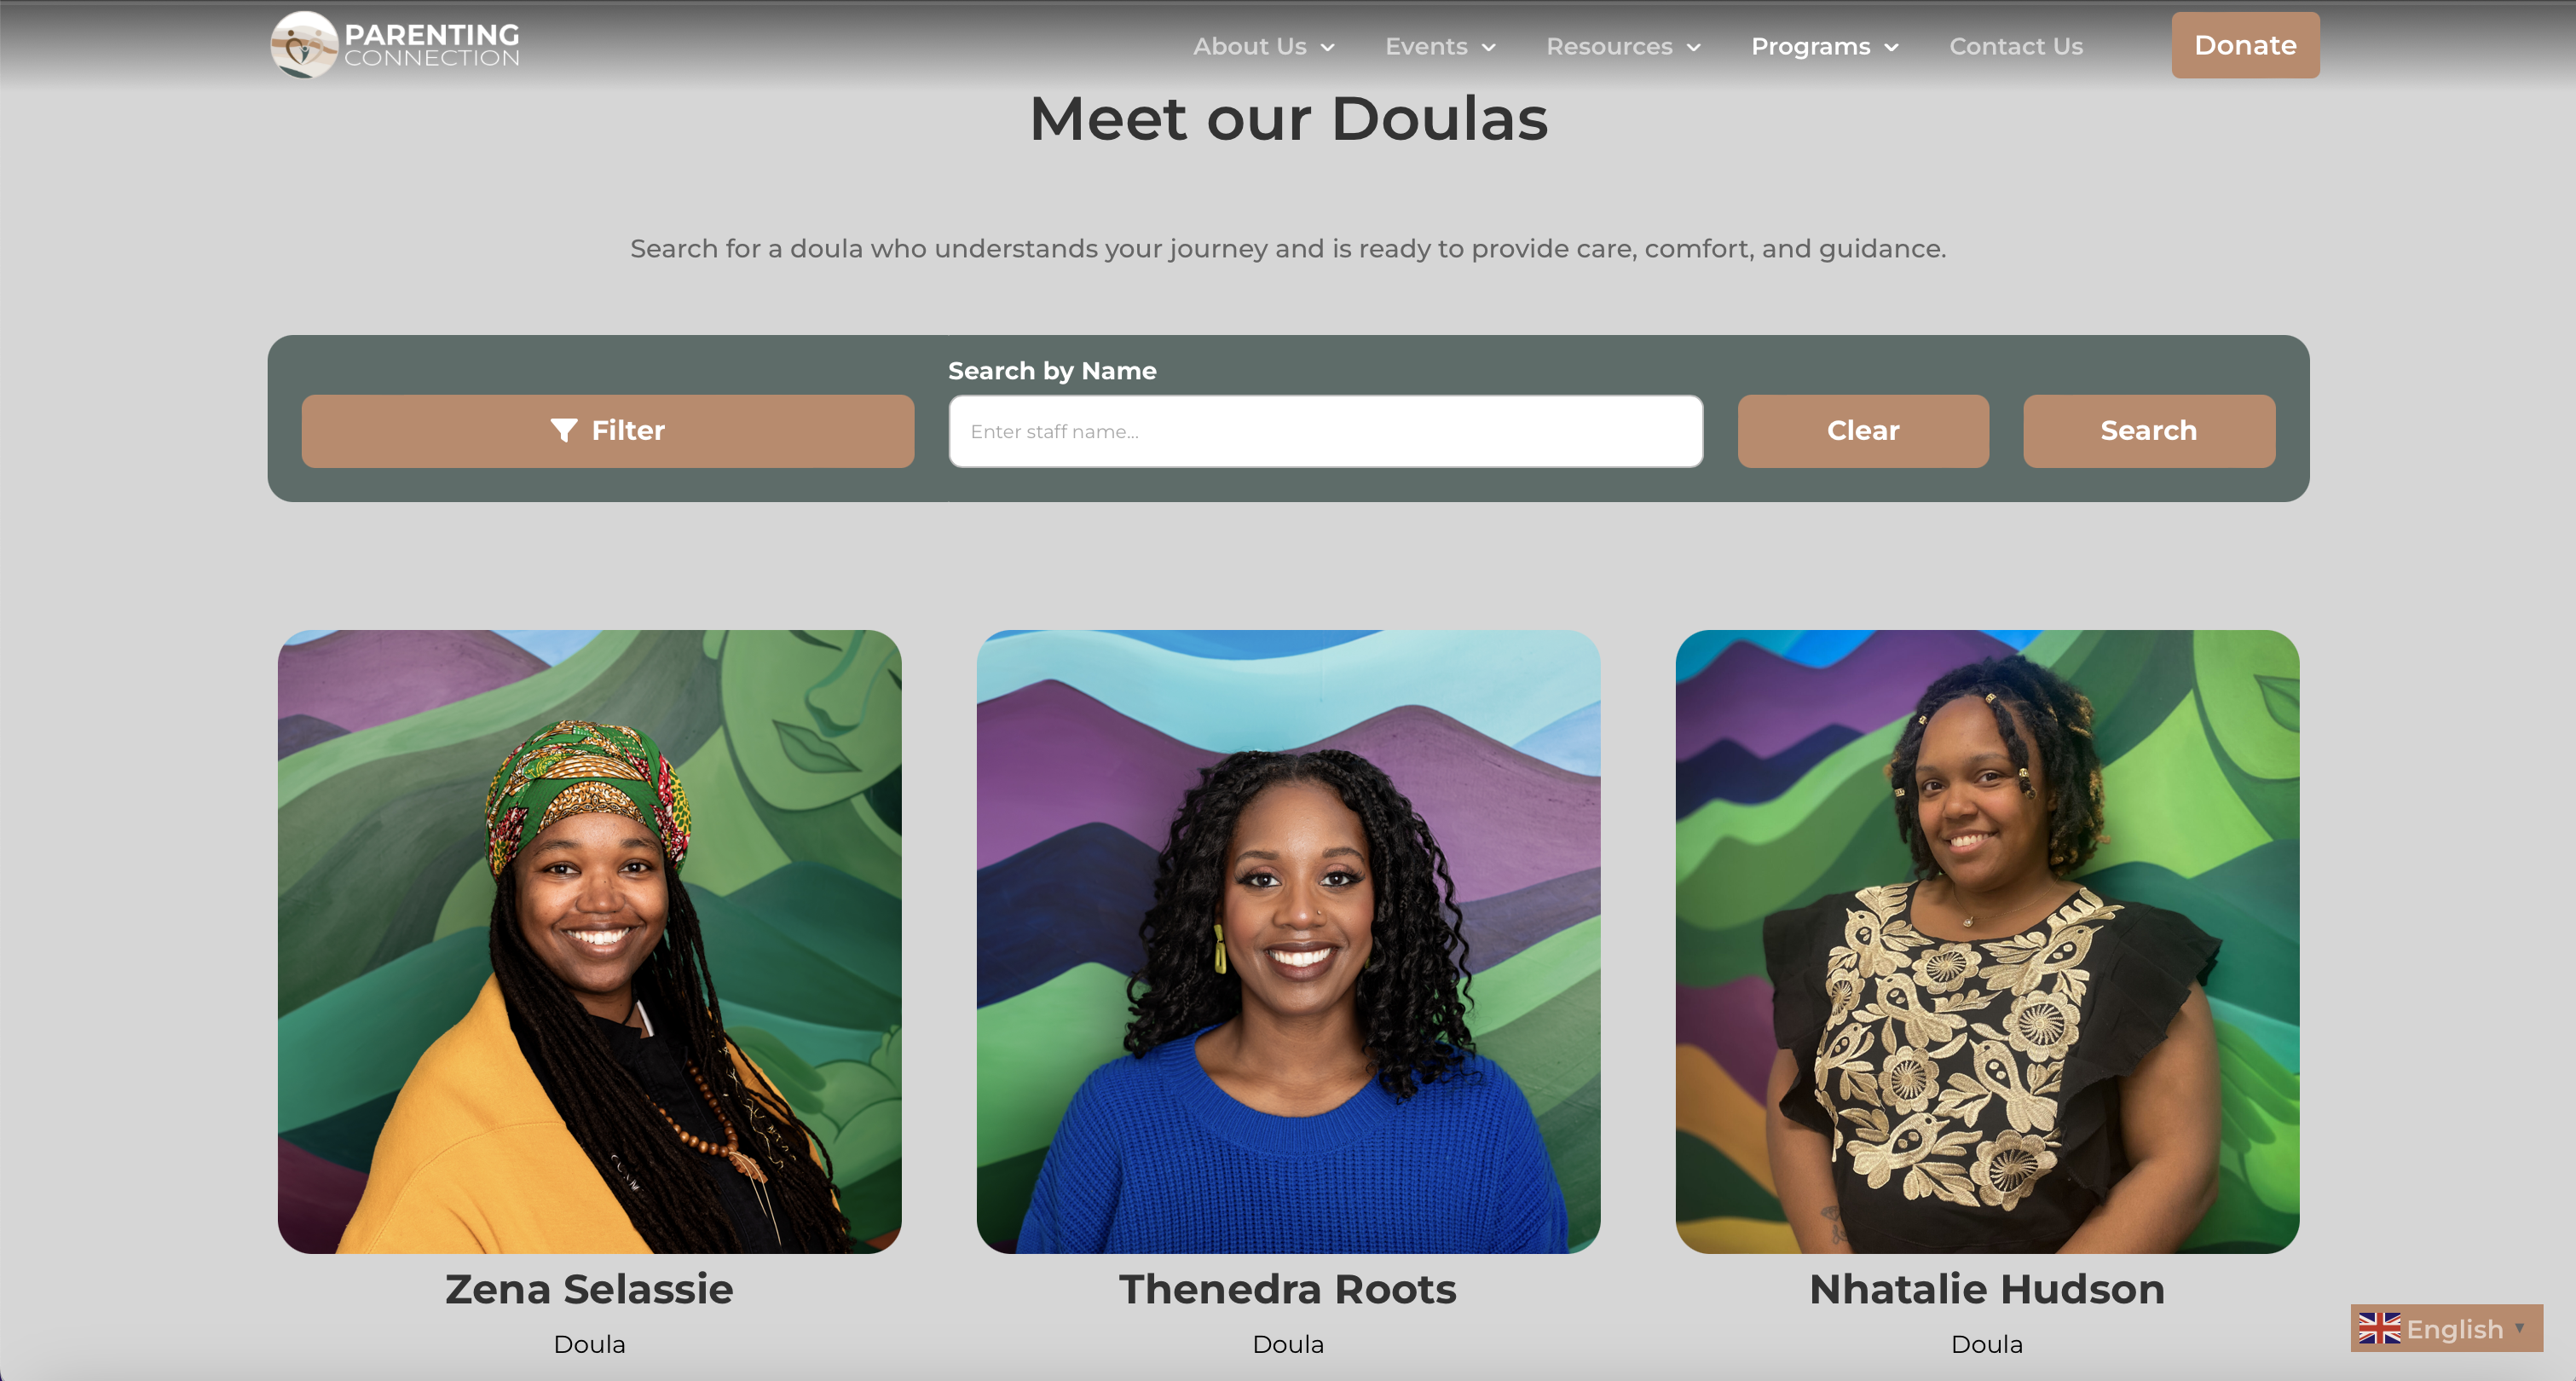 PARENTING
CONNECTION
About Us
Events
Resources
Programs
Contact Us
Donate
Meet our Doulas
Search for a doula who understands your journey and is ready to provide care, comfort, and guidance.
Search by Name
Filter
Enter staff name...
Clear
Search
Zena Selassie
Thenedra Roots
Nhatalie Hudson
Doula
Doula
Doula
English